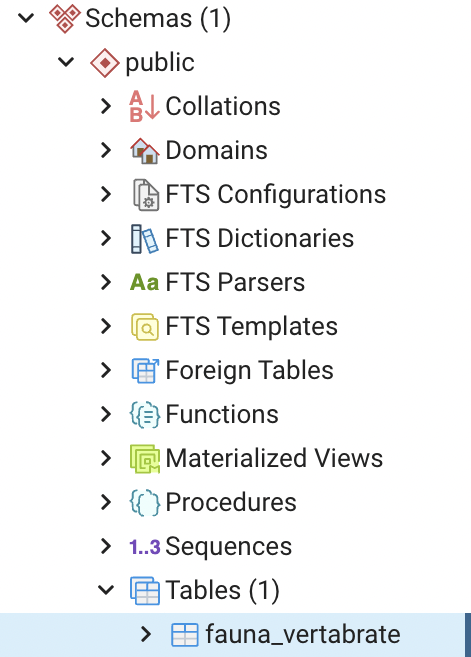 Schemas (1)
public
Collations
Domains
FTS Configurations
FTS Dictionaries
Aa FTS Parsers
FTS Templates
Foreign Tables
Functions
Materialized Views
Procedures
1..3 Sequences
Tables (1)
fauna_vertabrate